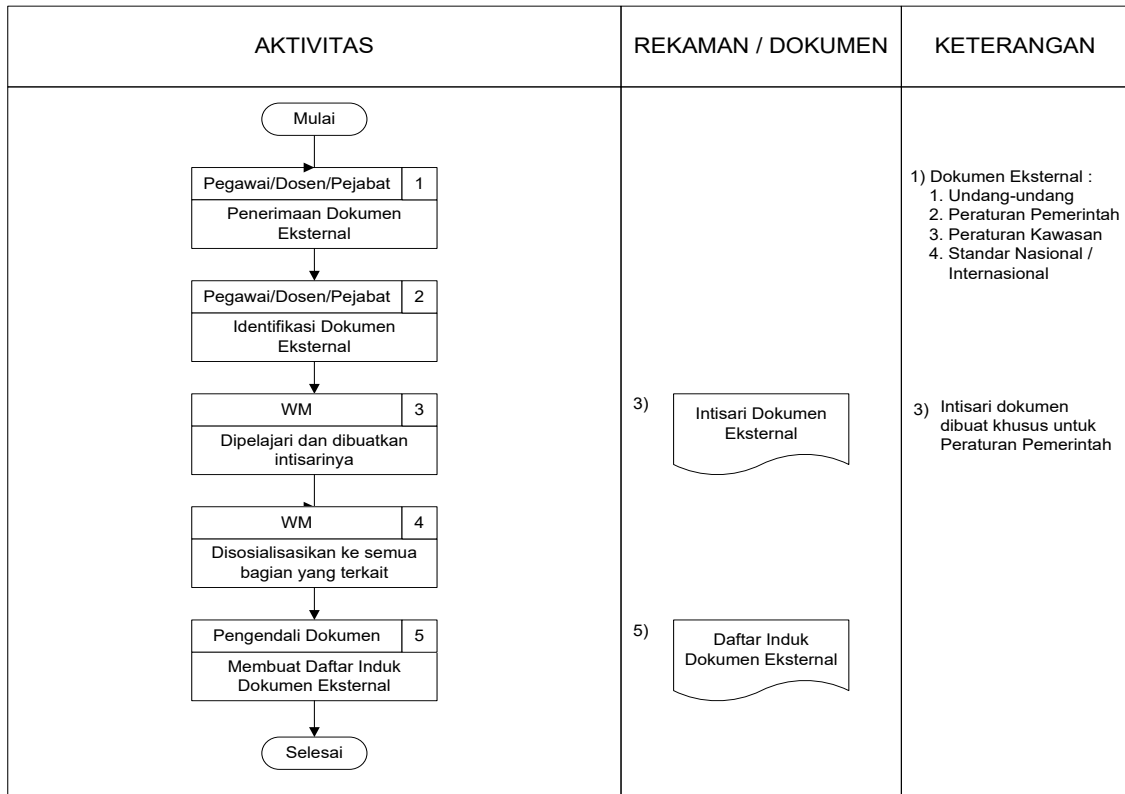 AKTIVITAS
REKAMAN / DOKUMEN
KETERANGAN
Mulai
Pegawai/Dosen/Pejabat 1
Penerimaan Dokumen
Eksternal
1) Dokumen Eksternal :
1. Undang-undang
2. Peraturan Pemerintah
3. Peraturan Kawasan
4. Standar Nasional /
Internasional
Pegawai/Dosen/Pejabat 2
Identifikasi Dokumen
Eksternal
WM 3
Dipelajari dan dibuatkan
intisarinya
3)
Intisari Dokumen
Eksternal
3) Intisari dokumen
dibuat khusus untuk
Peraturan Pemerintah
WM 4
Disosialisasikan ke semua
bagian yang terkait
Pengendali Dokumen 5
Membuat Daftar Induk
Dokumen Eksternal
5)
Daftar Induk
Dokumen Eksternal
Selesai